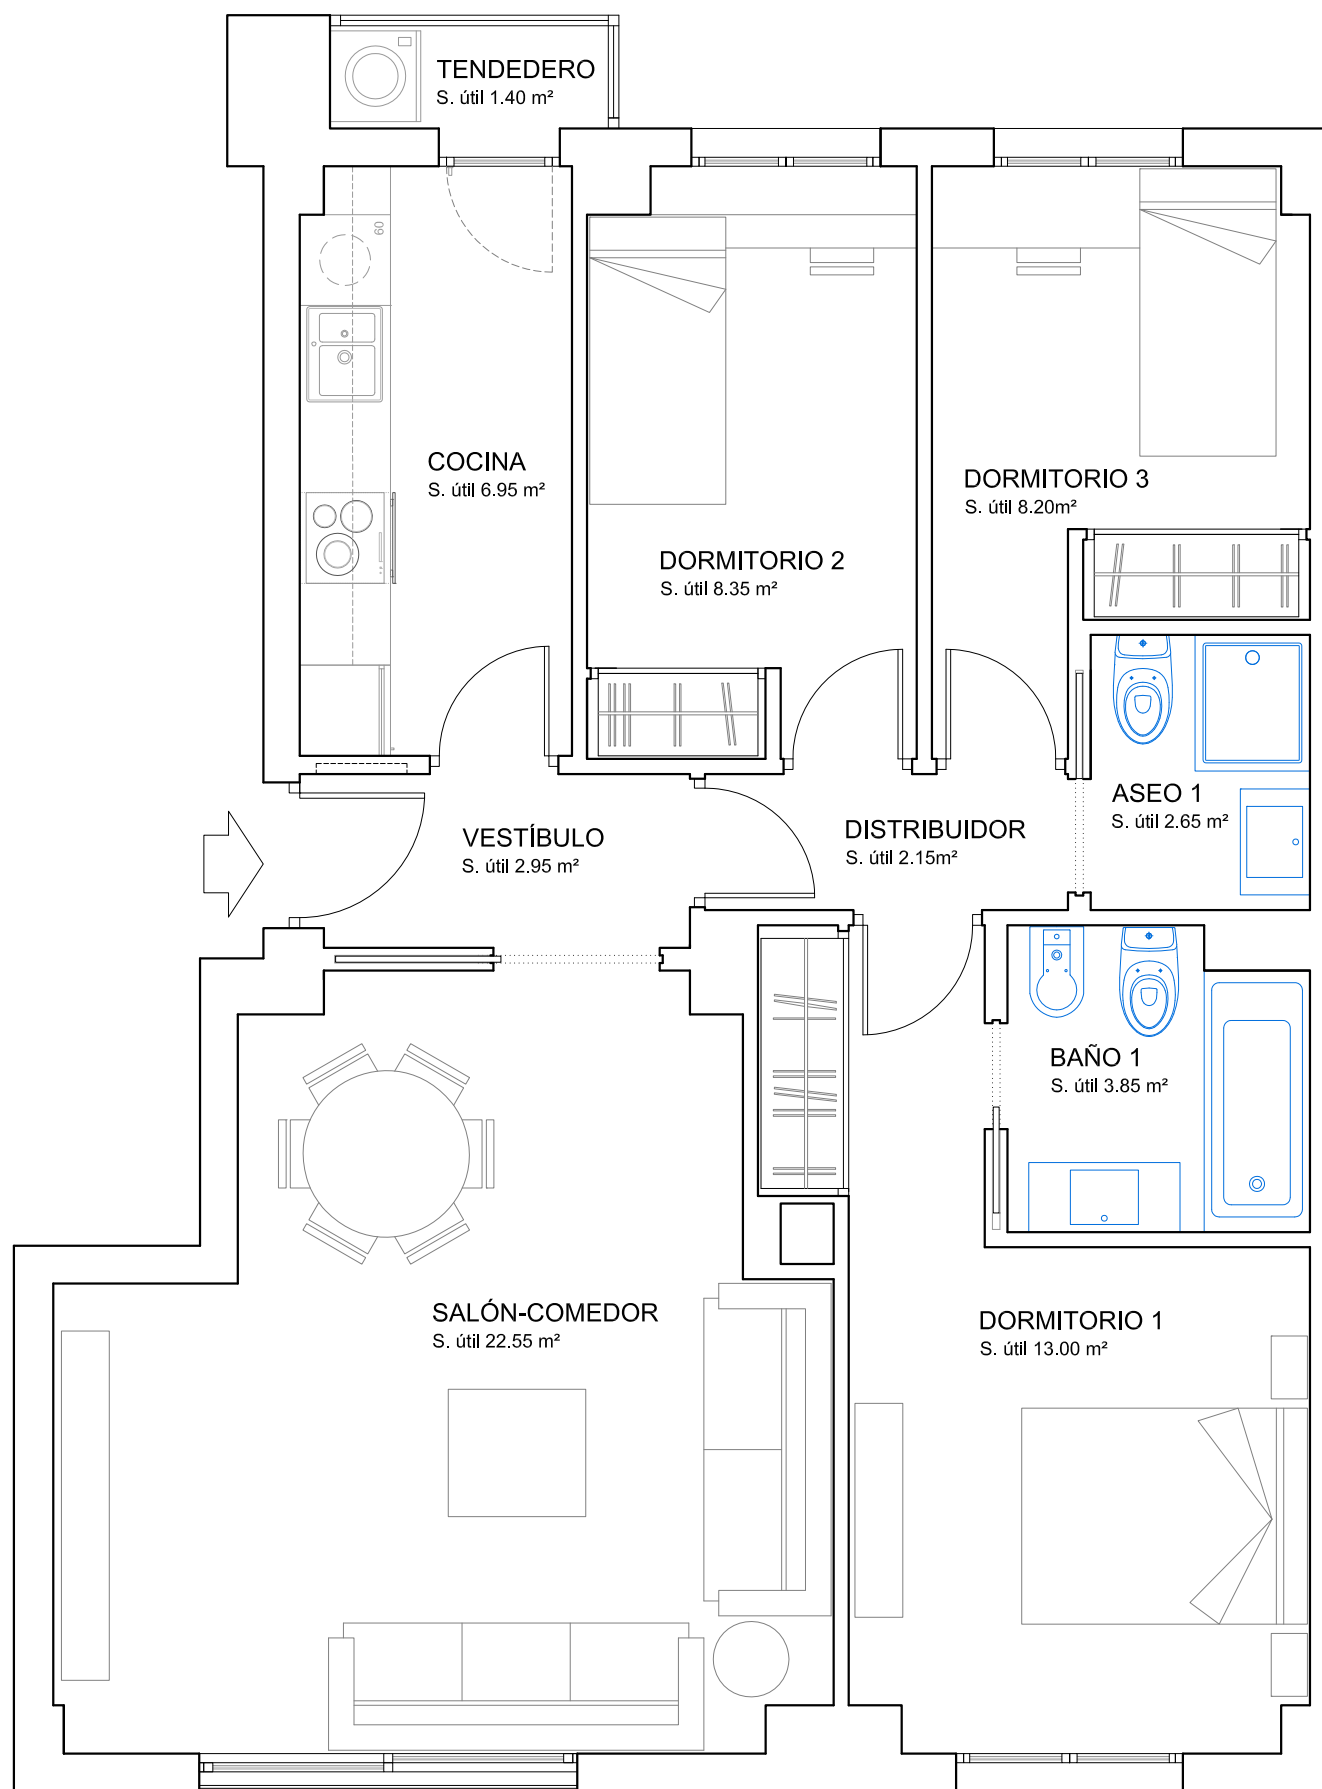 TENDEDERO
S. útil 1.40 m²
60
COCINA
S. útil 6.95 m²
DORMITORIO 3
S. útil 8.20m²
DORMITORIO 2
S. útil 8.35 m²
ASEO 1
S. útil 2.65 m²
VESTÍBULO
S. útil 2.95 m²
DISTRIBUIDOR
S. útil 2.15m²
BAÑO 1
S. útil 3.85 m²
SALÓN-COMEDOR
S. útil 22.55 m²
DORMITORIO 1
S. útil 13.00 m²